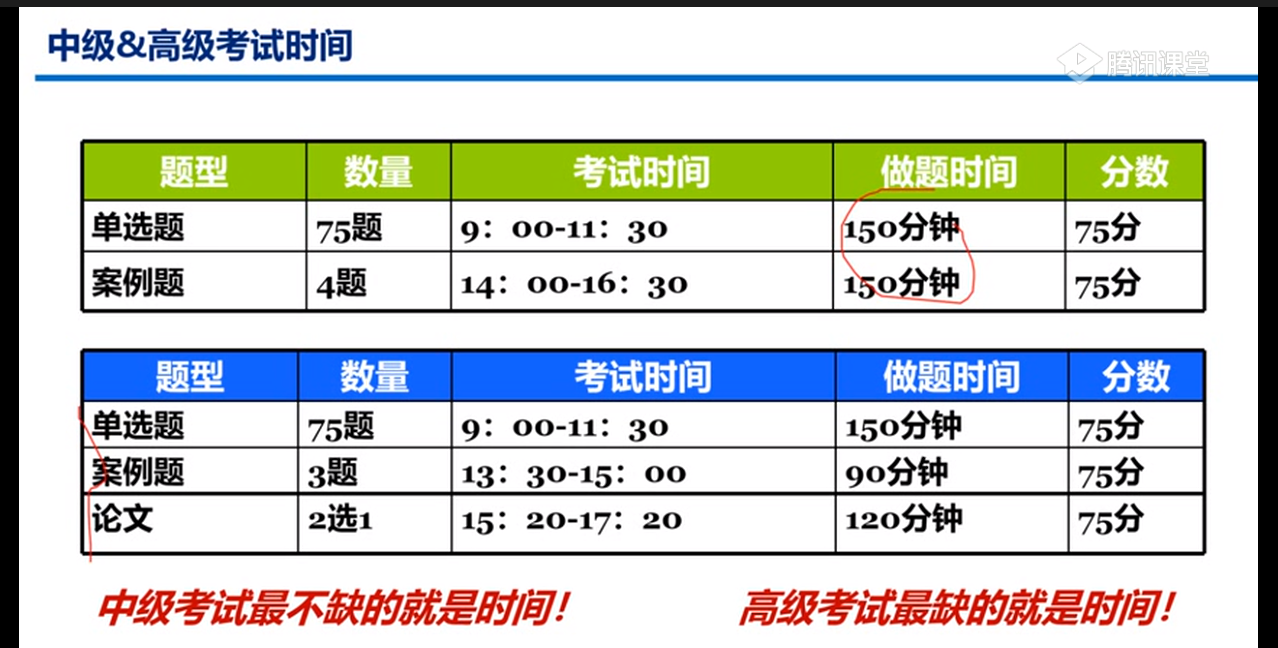 中级&高级考试时间
腾讯课堂
题型 数量 考试时间 做题时间 分数
单选题 75题 9：00-11：30 150分钟 75分
案例题 4题 14：00-16：30 150分钟 75分
题型 数量 考试时间 做题时间 分数
单选题 75题 9：00-11：30 150分钟 75分
案例题 3题 13：30-15：00 90分钟 75分
论文 2选1 15：20-17：20 120分钟 75分
中级考试最不缺的就是时间！ 高级考试最缺的就是时间！